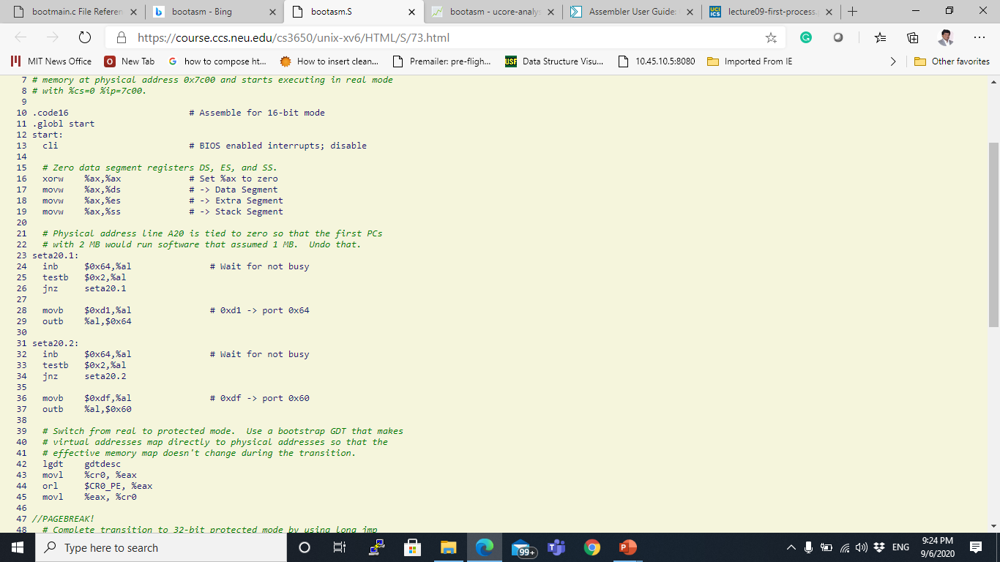 bootmain.c File Referen
bootasm - Bing
bootasm.S
bootasm - ucore-analys
Assembler User Guide:
UCI ICS
lecture09-first-process.
https://course.ccs.neu.edu/cs3650/unix-xv6/HTML/S/73.html
MIT News Office
New Tab
how to compose ht...
How to insert clean...
Premailer: pre-fligh...
USF
Data Structure Visu...
10.45.10.5:8080
Imported From IE
Other favorites
7 # memory at physical address 0x7c00 and starts executing in real mode
8 # with %cs=0 %ip=7c00.
9
10 .code16 # Assemble for 16-bit mode
11 .globl start
12 start:
13 cli # BIOS enabled interrupts; disable
14
15 # Zero data segment registers DS, ES, and SS.
16 xorw %ax,%ax # Set %ax to zero
17 movw %ax,%ds # -> Data Segment
18 movw %ax,%es # -> Extra Segment
19 movw %ax,%ss # -> Stack Segment
20
21 # Physical address line A20 is tied to zero so that the first PCs
22 # with 2 MB would run software that assumed 1 MB. Undo that.
23 seta20.1:
24 inb $0x64,%al # Wait for not busy
25 testb $0x2,%al
26 jnz seta20.1
27
28 movb $0xd1,%al # 0xd1 -> port 0x64
29 outb %al,$0x64
30
31 seta20.2:
32 inb $0x64,%al # Wait for not busy
33 testb $0x2,%al
34 jnz seta20.2
35
36 movb $0xdf,%al # 0xdf -> port 0x60
37 outb %al,$0x60
38
39 # Switch from real to protected mode. Use a bootstrap GDT that makes
40 # virtual addresses map directly to physical addresses so that the
41 # effective memory map doesn't change during the transition.
42 lgdt gdtdesc
43 movl %cr0, %eax
44 orl $CR0_PE, %eax
45 movl %eax, %cr0
46
47 //PAGEBREAK!
48 # Complete transition to 32-bit protected mode by using long jmp
Type here to search
99+
ENG
9:24 PM
9/6/2020